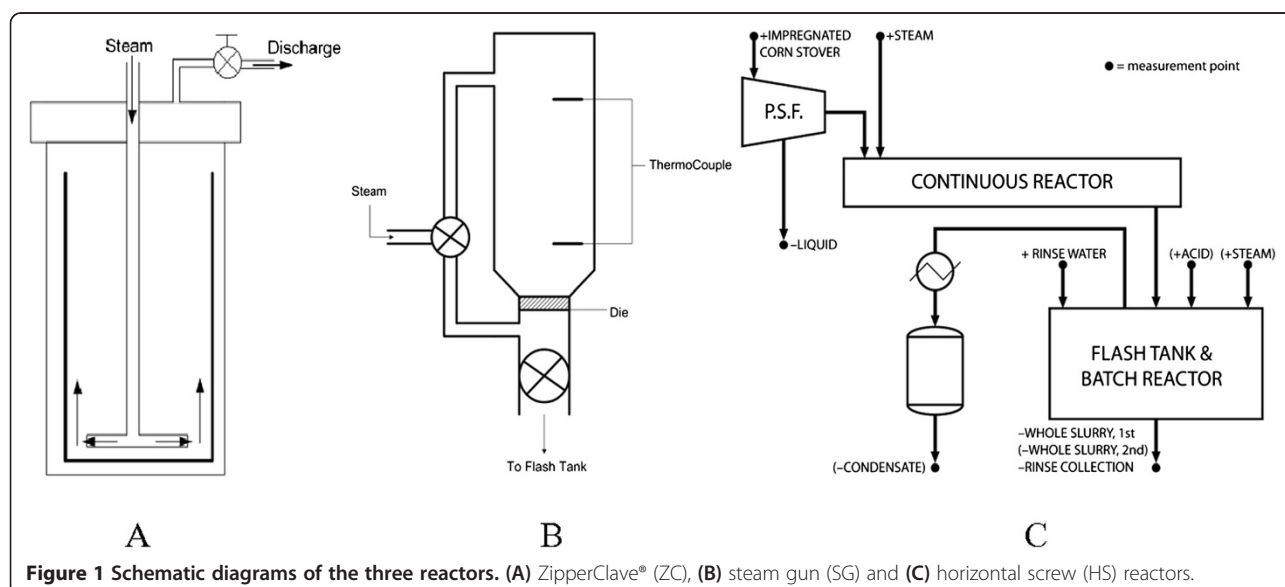 Steam
Discharge
A
Steam
ThermoCouple
Die
To Flash Tank
B
+IMPREGNATED
CORN STOVER
+STEAM
● = measurement point
P.S.F.
CONTINUOUS REACTOR
–LIQUID
+ RINSE WATER
(+ACID)
(+STEAM)
FLASH TANK &
BATCH REACTOR
–WHOLE SLURRY, 1st
(–WHOLE SLURRY, 2nd)
–RINSE COLLECTION
(–CONDENSATE)
C
Figure 1 Schematic diagrams of the three reactors. (A) ZipperClave® (ZC), (B) steam gun (SG) and (C) horizontal screw (HS) reactors.